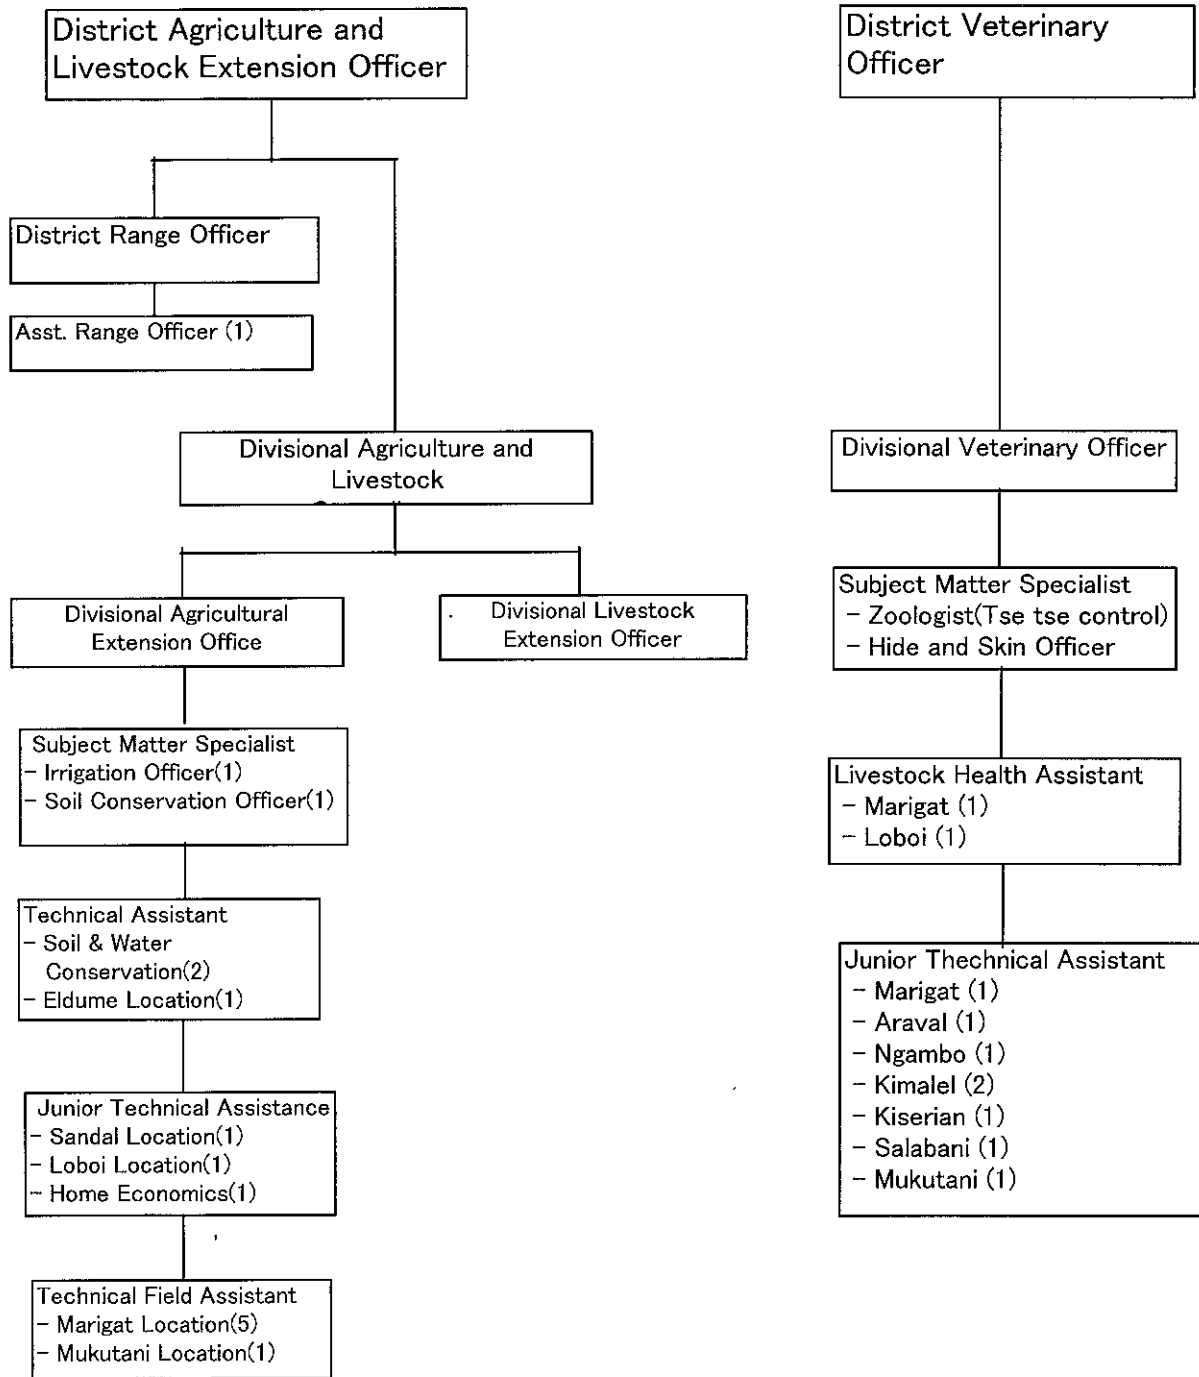 District Agriculture and
Livestock Extension Officer
District Range Officer
Asst. Range Officer (1)
Divisional Agriculture and
Livestock
Divisional Agricultural
Extension Office
Divisional Livestock
Extension Officer
Subject Matter Specialist
- Irrigation Officer(1)
- Soil Conservation Officer(1)
Technical Assistant
- Soil & Water
Conservation(2)
- Eldume Location(1)
Junior Technical Assistance
- Sandal Location(1)
- Loboi Location(1)
- Home Economics(1)
Technical Field Assistant
- Marigat Location(5)
- Mukutani Location(1)
District Veterinary
Officer
Divisional Veterinary Officer
Subject Matter Specialist
- Zoologist(Tse tse control)
- Hide and Skin Officer
Livestock Health Assistant
- Marigat (1)
- Loboi (1)
Junior Thechnical Assistant
- Marigat (1)
- Araval (1)
- Ngambo (1)
- Kimalel (2)
- Kiserian (1)
- Salabani (1)
- Mukutani (1)